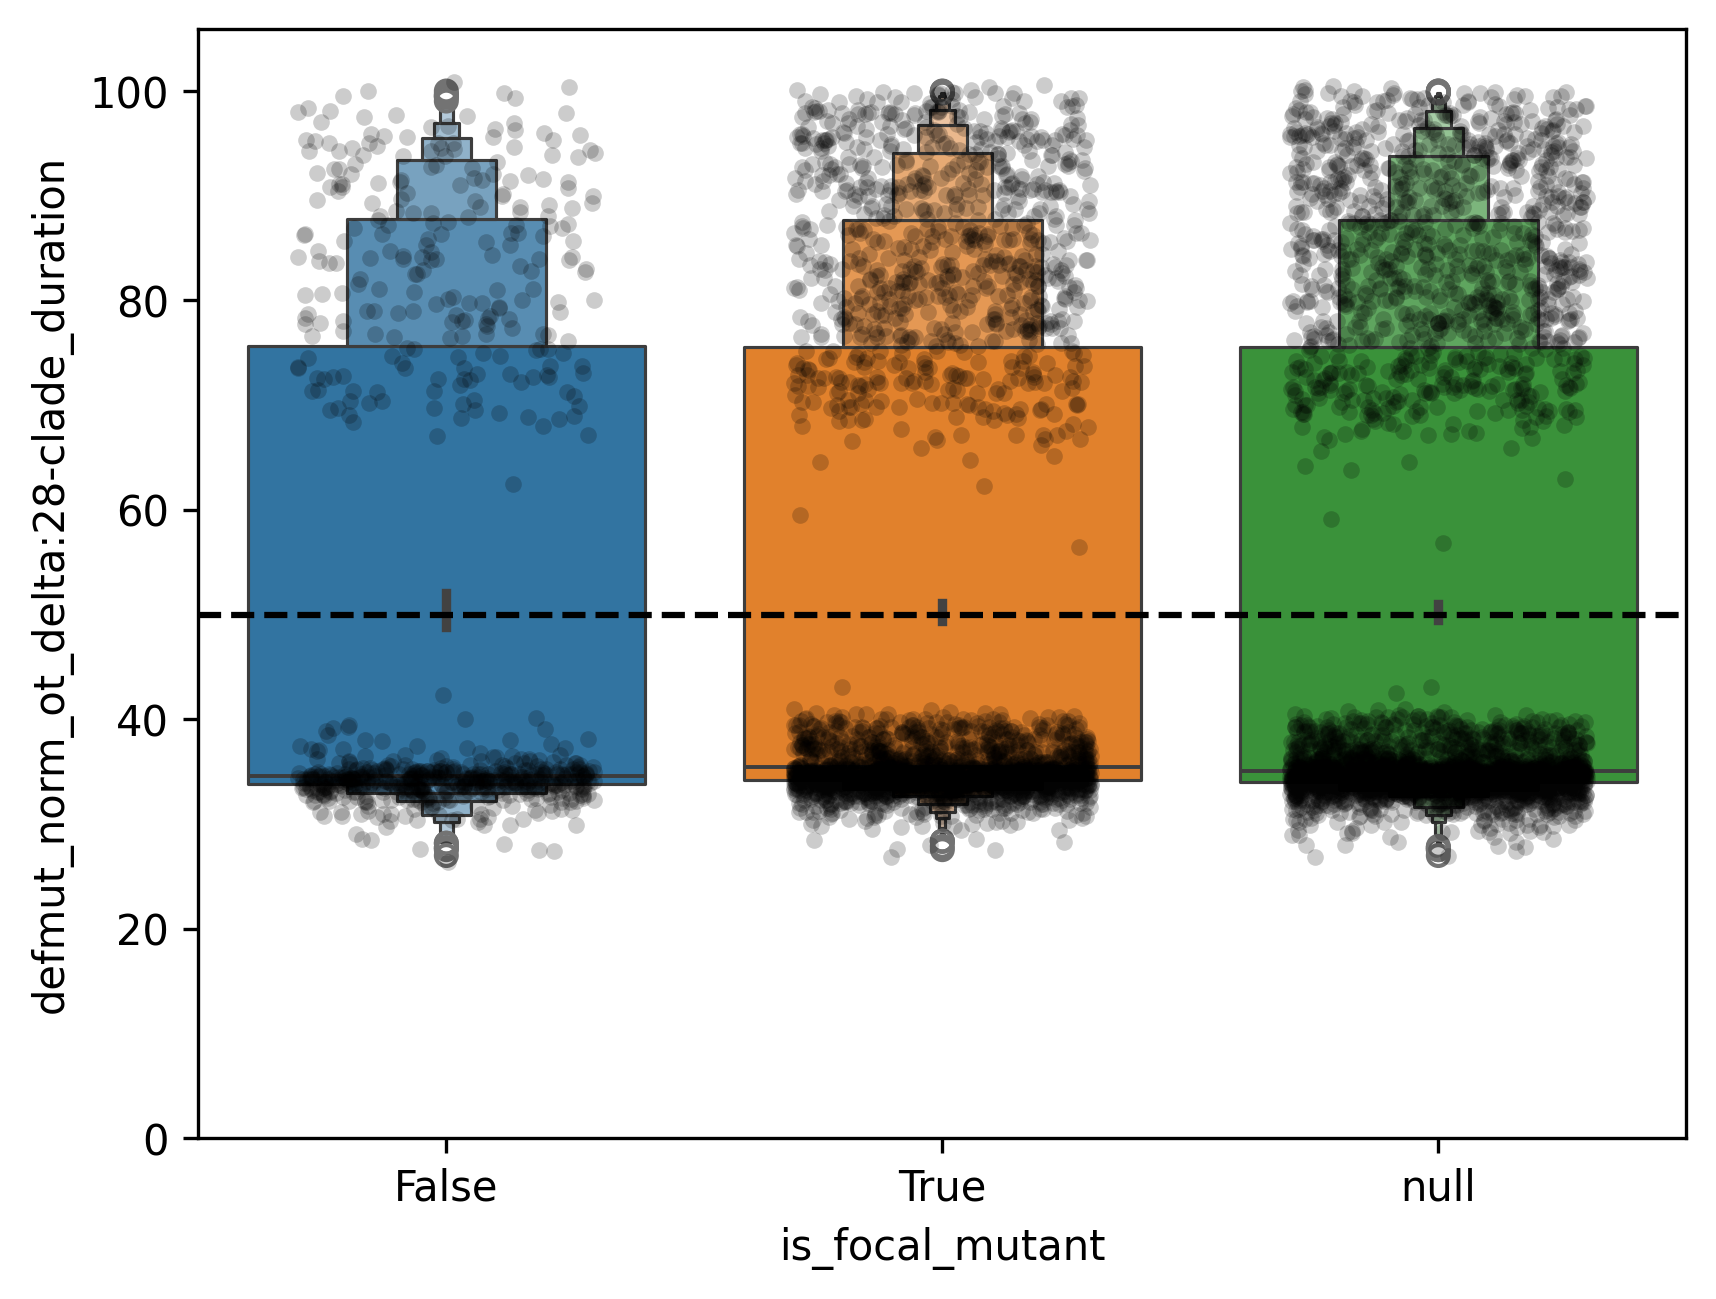 defmut_norm_ot_delta:28-clade_duration
100
80
60
40
20
0
False
True
null
is_focal_mutant